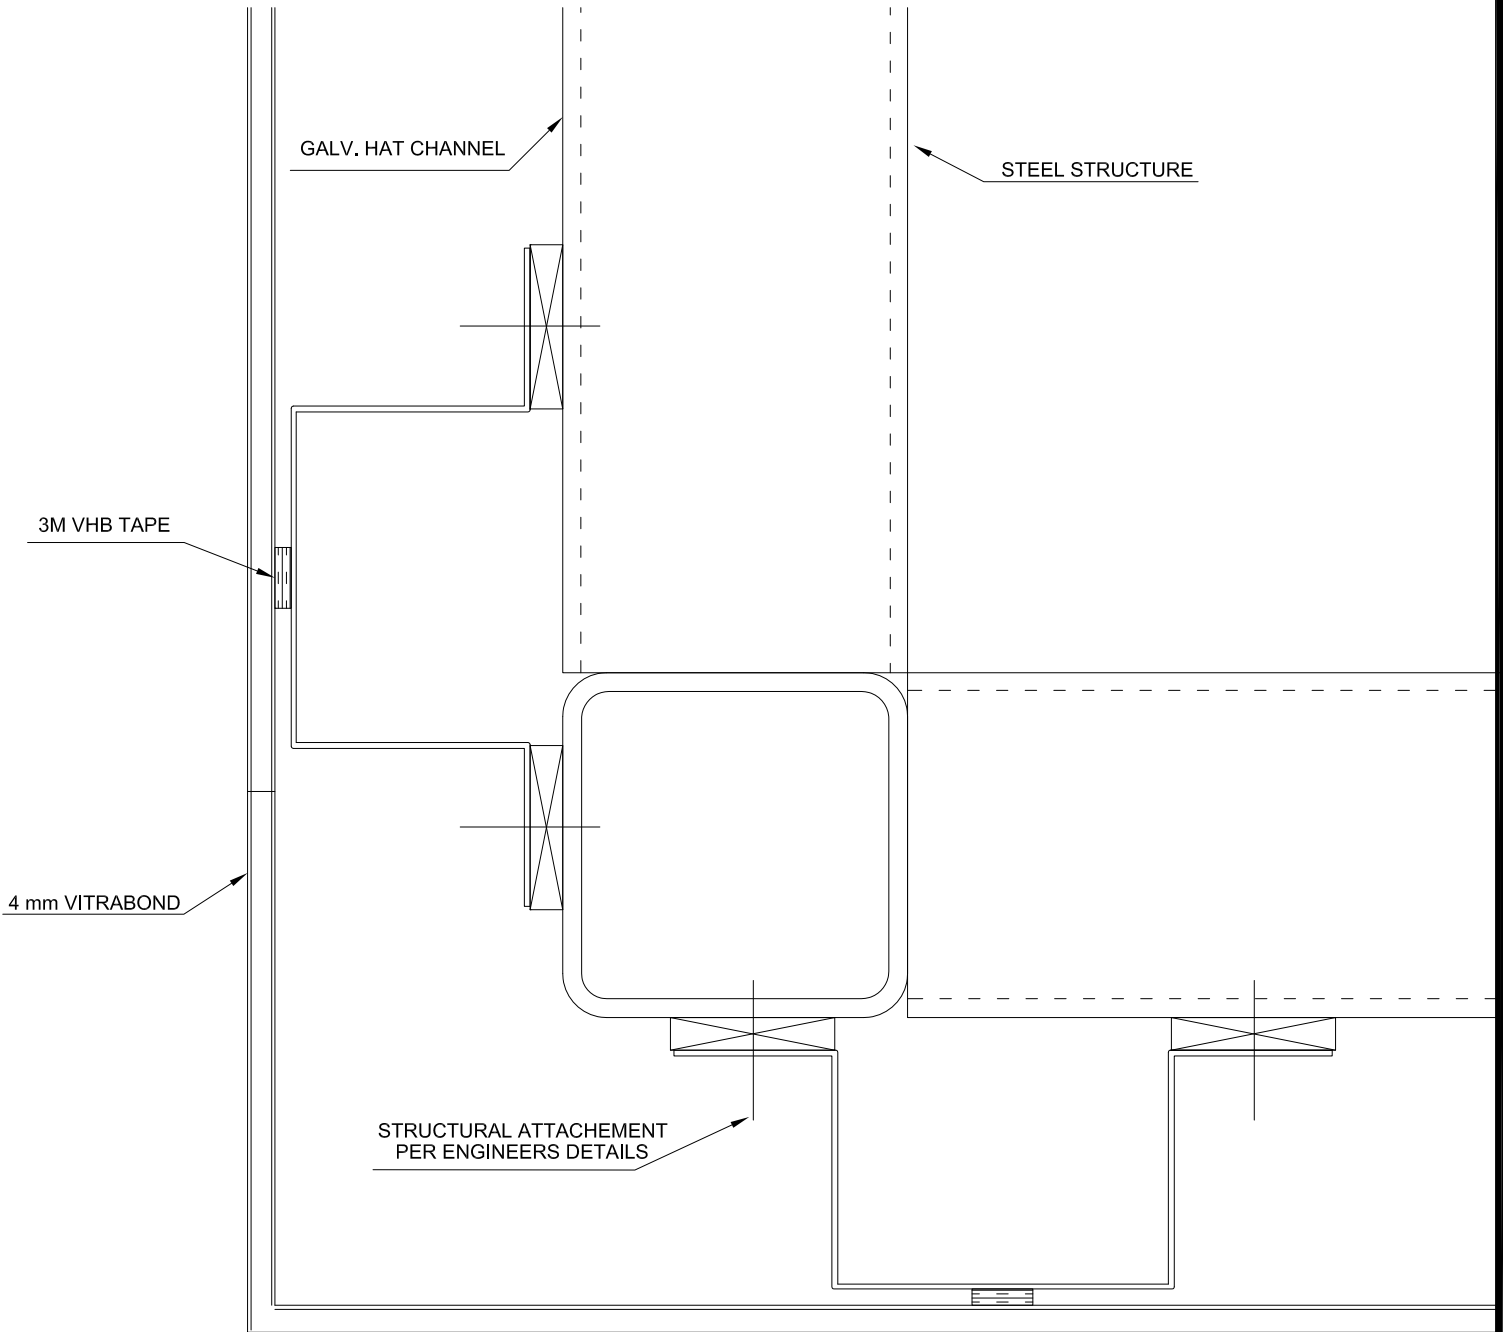 GALV. HAT CHANNEL
STEEL STRUCTURE
3M VHB TAPE
4 mm VITRABOND
STRUCTURAL ATTACHEMENT
PER ENGINEERS DETAILS